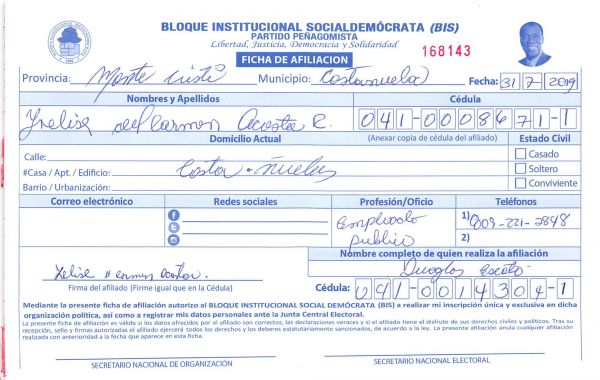 BLOQUE INSTITUCIONAL SOCIALDEMÓCRATA (BIS)
PARTIDO PEÑAGOMISTA
Libertad, Justicia, Democracia y Solidaridad
FICHA DE AFILIACION
168143
Provincia: Monte Cristi Municipio: Castañuela Fecha: 31-7-2019
Nombres y Apellidos Cédula
Yxelise del Carmen Acosta R. 041-0008671-1
Domicilio Actual (Anexar copia de cédula del afiliado) Estado Civil
Calle: Casado
#Casa / Apt. / Edificio: Casta - ñuelas Soltero
Barrio / Urbanización: Conviviente
Correo electrónico Redes sociales Profesión/Oficio Teléfonos
Empleado 1) 809-221-2848
publico 2)
Nombre completo de quien realiza la afiliación
Xelise Carmen Acosta. Douglas
Firma del afiliado (Firme igual que en la Cédula) Cédula: 041-0014304-1
Mediante la presente ficha de afiliación autorizo al BLOQUE INSTITUCIONAL SOCIAL DEMÓCRATA (BIS) a realizar mi inscripción única y exclusiva en dicha
organización política, así como a registrar mis datos personales ante la Junta Central Electoral.
La presente ficha de afiliación es válida si los datos ofrecidos por el afiliado son correctos, las declaraciones veraces y si el afiliado tiene el disfrute de sus derechos civiles y políticos. Tras su
recepción, sello y firmas autorizadas el afiliado ejercerá todos los derechos y los deberes estatutariamente sancionados, de acuerdo a la ley. La presente afiliación anula cualquier afiliación
realizada con anterioridad a la fecha que aparece en esta ficha.
SECRETARIO NACIONAL DE ORGANIZACIÓN SECRETARIO NACIONAL ELECTORAL